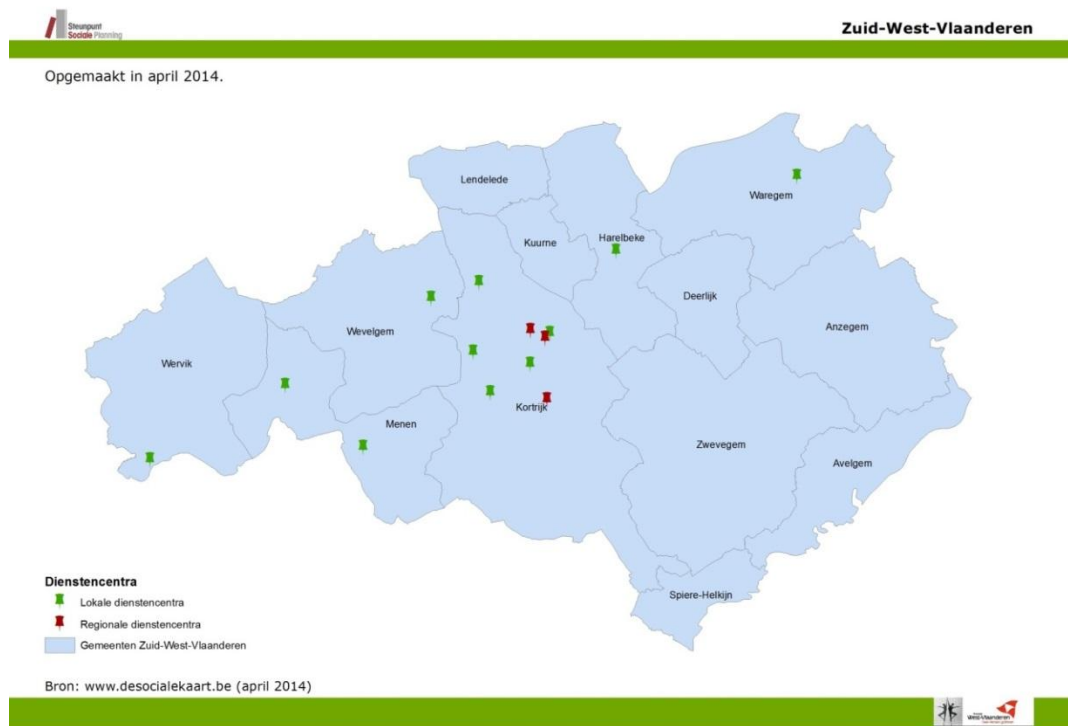 Steunpunt
Sociale Planning
Zuid-West-Vlaanderen
Opgemaakt in april 2014.
Lendelede
Waregem
Kuurne
Harelbeke
Deerlijk
Anzegem
Wevelgem
Wervik
Kortrijk
Menen
Zwevegem
Avelgem
Spiere-Helkijn
Dienstencentra
Lokale dienstencentra
Regionale dienstencentra
Gemeenten Zuid-West-Vlaanderen
Bron: www.desocialekaart.be (april 2014)
West-Vlaanderen